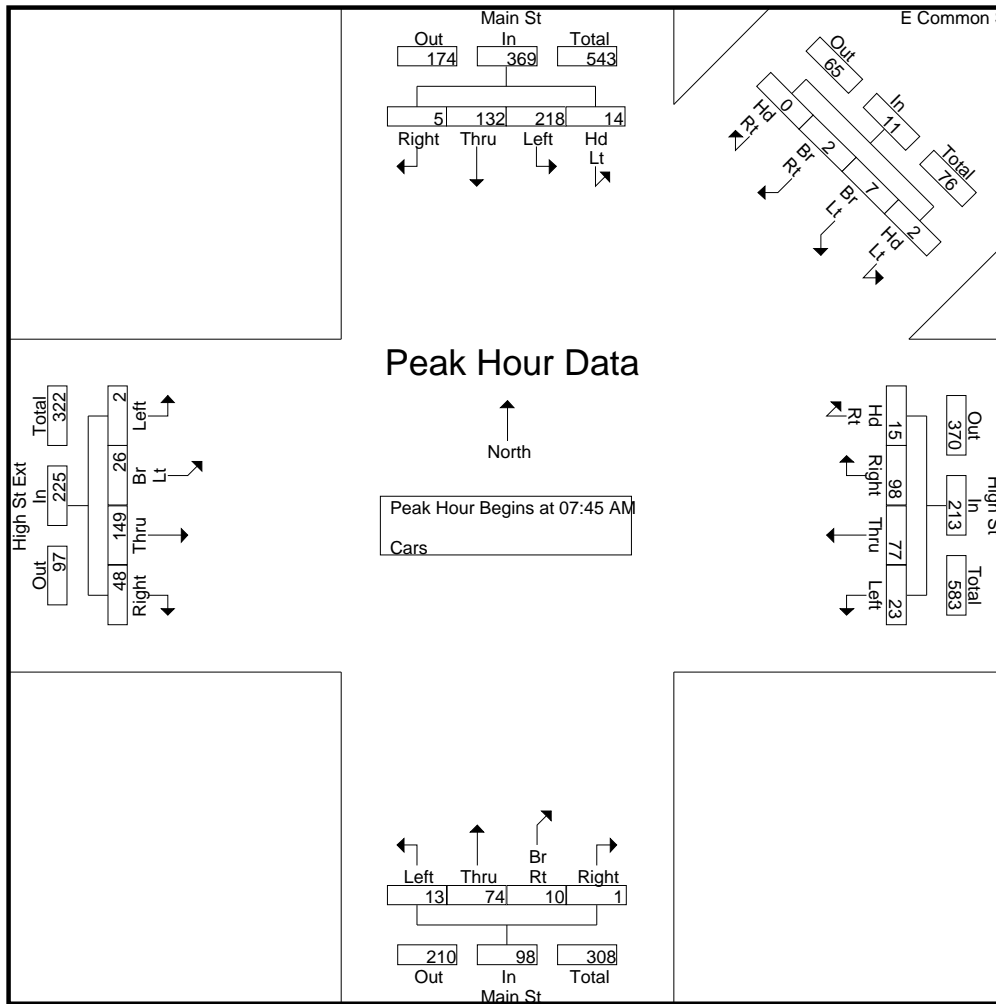 Main St
Out In Total
174 369 543
5 132 218 14
Right Thru Left Hd Lt
E Common
Out In Total
65 11 76
0 2 7 2
Hd Rt Br Rt Br Lt Hd Lt
Peak Hour Data
North
Peak Hour Begins at 07:45 AM
Cars
High St Ext
Total In Out
322 225 97
2 26 149 48
Left Br Lt Thru Right
Hd Rt Right Thru Left
15 98 77 23
Out In Total
370 213 583
High St
Left Thru Br Rt Right
13 74 10 1
210 98 308
Out In Total
Main St